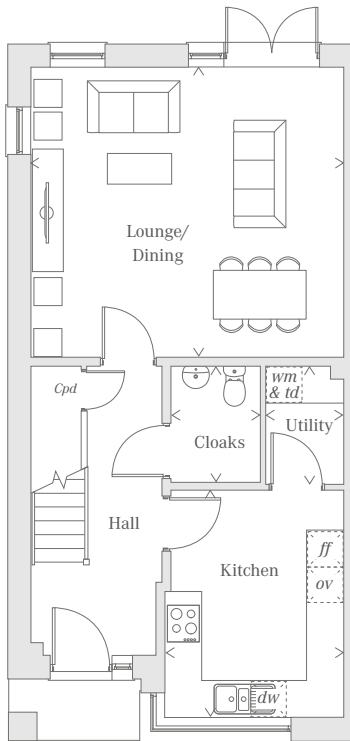 Lounge/
Dining
Cpd
wm
& td
Utility
Cloaks
Hall
Kitchen
ff
ov
dw